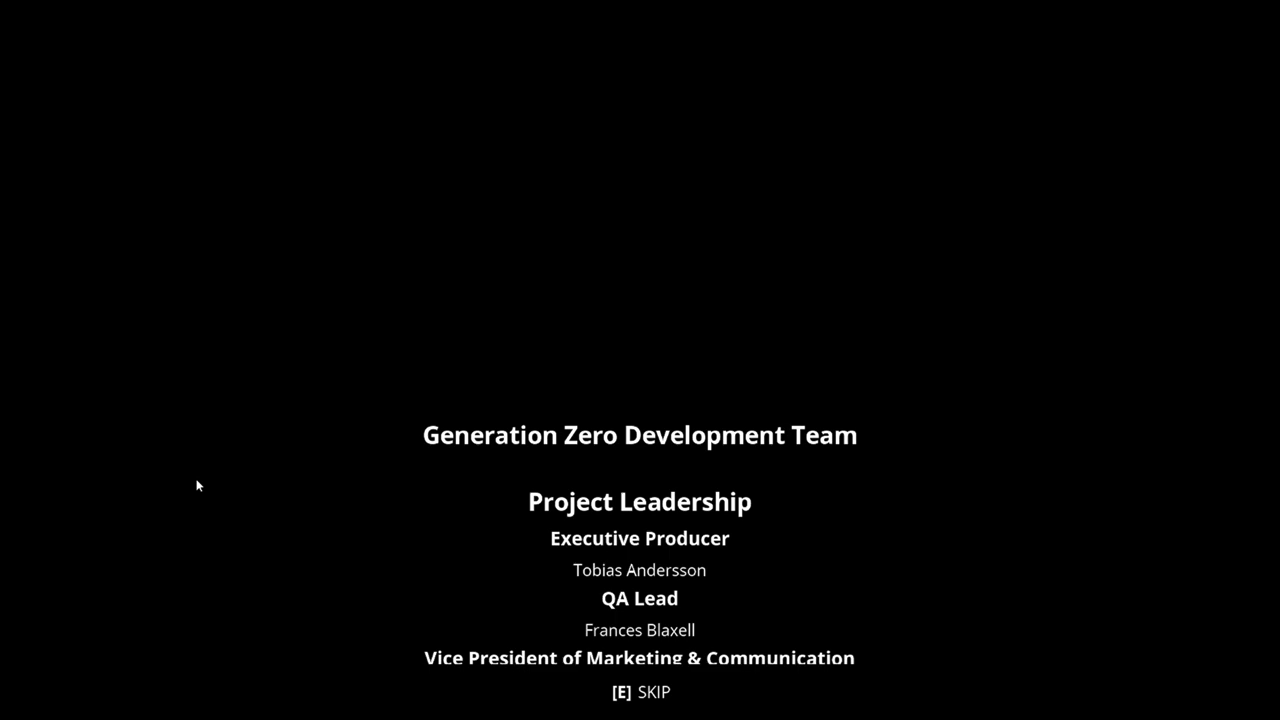 Generation Zero Development Team
Project Leadership
Executive Producer
Tobias Andersson
QA Lead
Frances Blaxell
Vice President of Marketing & Communication
[E] SKIP